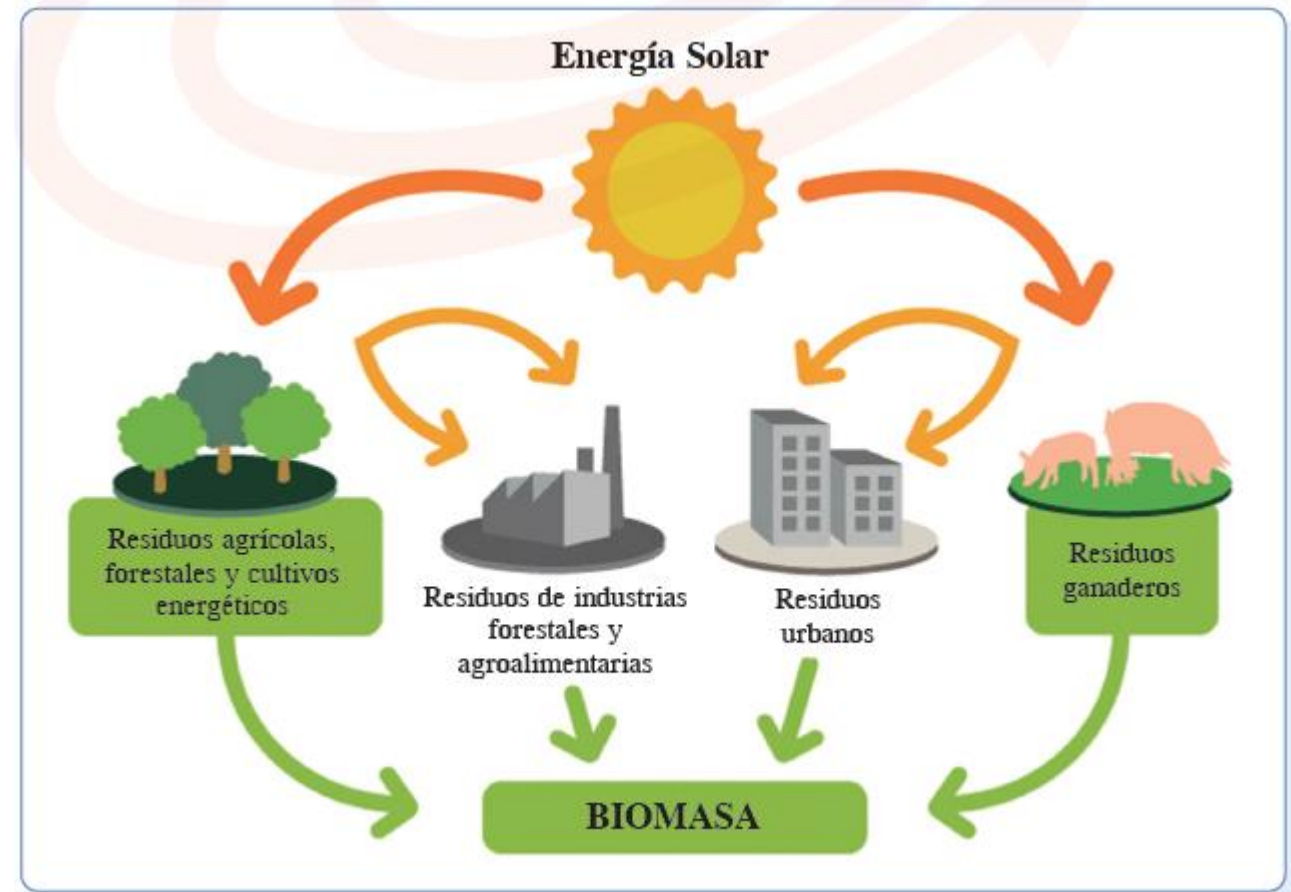 Energía Solar
Residuos agrícolas,
forestales y cultivos
energéticos
Residuos de industrias
forestales y
agroalimentarias
Residuos
urbanos
Residuos
ganaderos
BIOMASA